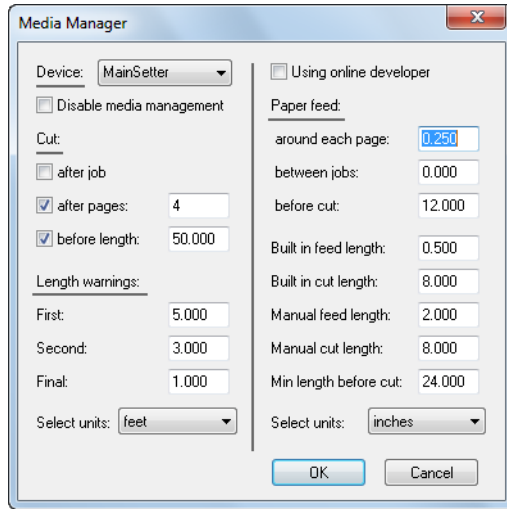 Media Manager
x
Device: MainSetter
Disable media management
Cut:
after job
after pages: 4
before length: 50.000
Length warnings:
First: 5.000
Second: 3.000
Final: 1.000
Select units: feet
Using online developer
Paper feed:
around each page: 0.250
between jobs: 0.000
before cut: 12.000
Built in feed length: 0.500
Built in cut length: 8.000
Manual feed length: 2.000
Manual cut length: 8.000
Min length before cut: 24.000
Select units: inches
OK Cancel